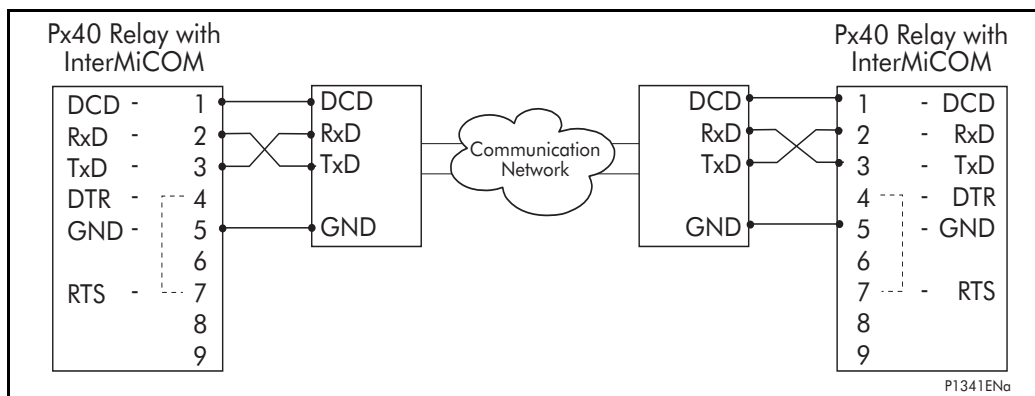 Px40 Relay with
InterMiCOM
DCD - 1
RxD - 2
TxD - 3
DTR - 4
GND - 5
6
RTS - 7
8
9
DCD
RxD
TxD
GND
Communication
Network
DCD
RxD
TxD
GND
Px40 Relay with
InterMiCOM
1 - DCD
2 - RxD
3 - TxD
4 - DTR
5 - GND
6
7 - RTS
8
9
P1341ENa